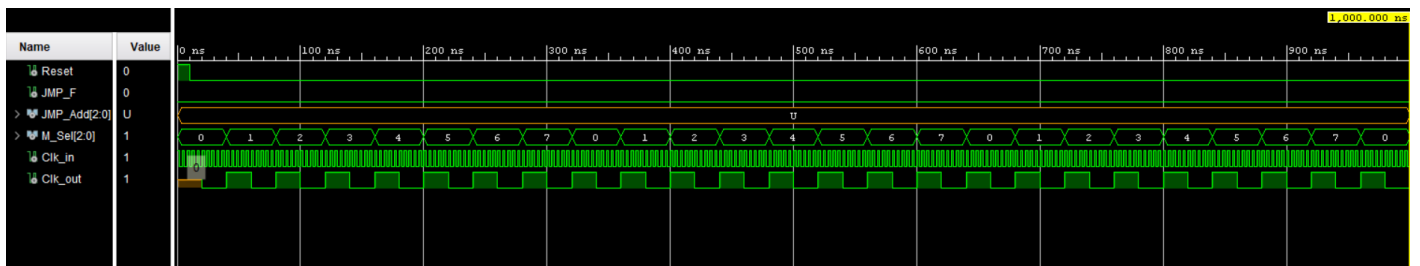 1,000.000 ns
Name Value 0 ns 100 ns 200 ns 300 ns 400 ns 500 ns 600 ns 700 ns 800 ns 900 ns
Reset 0
JMP_F 0
JMP_Add[2:0] U U
M_Sel[2:0] 1 0 1 2 3 4 5 6 7 0 1 2 3 4 5 6 7 0 1 2 3 4 5 6 7 0
Clk_in 1
0
Clk_out 1